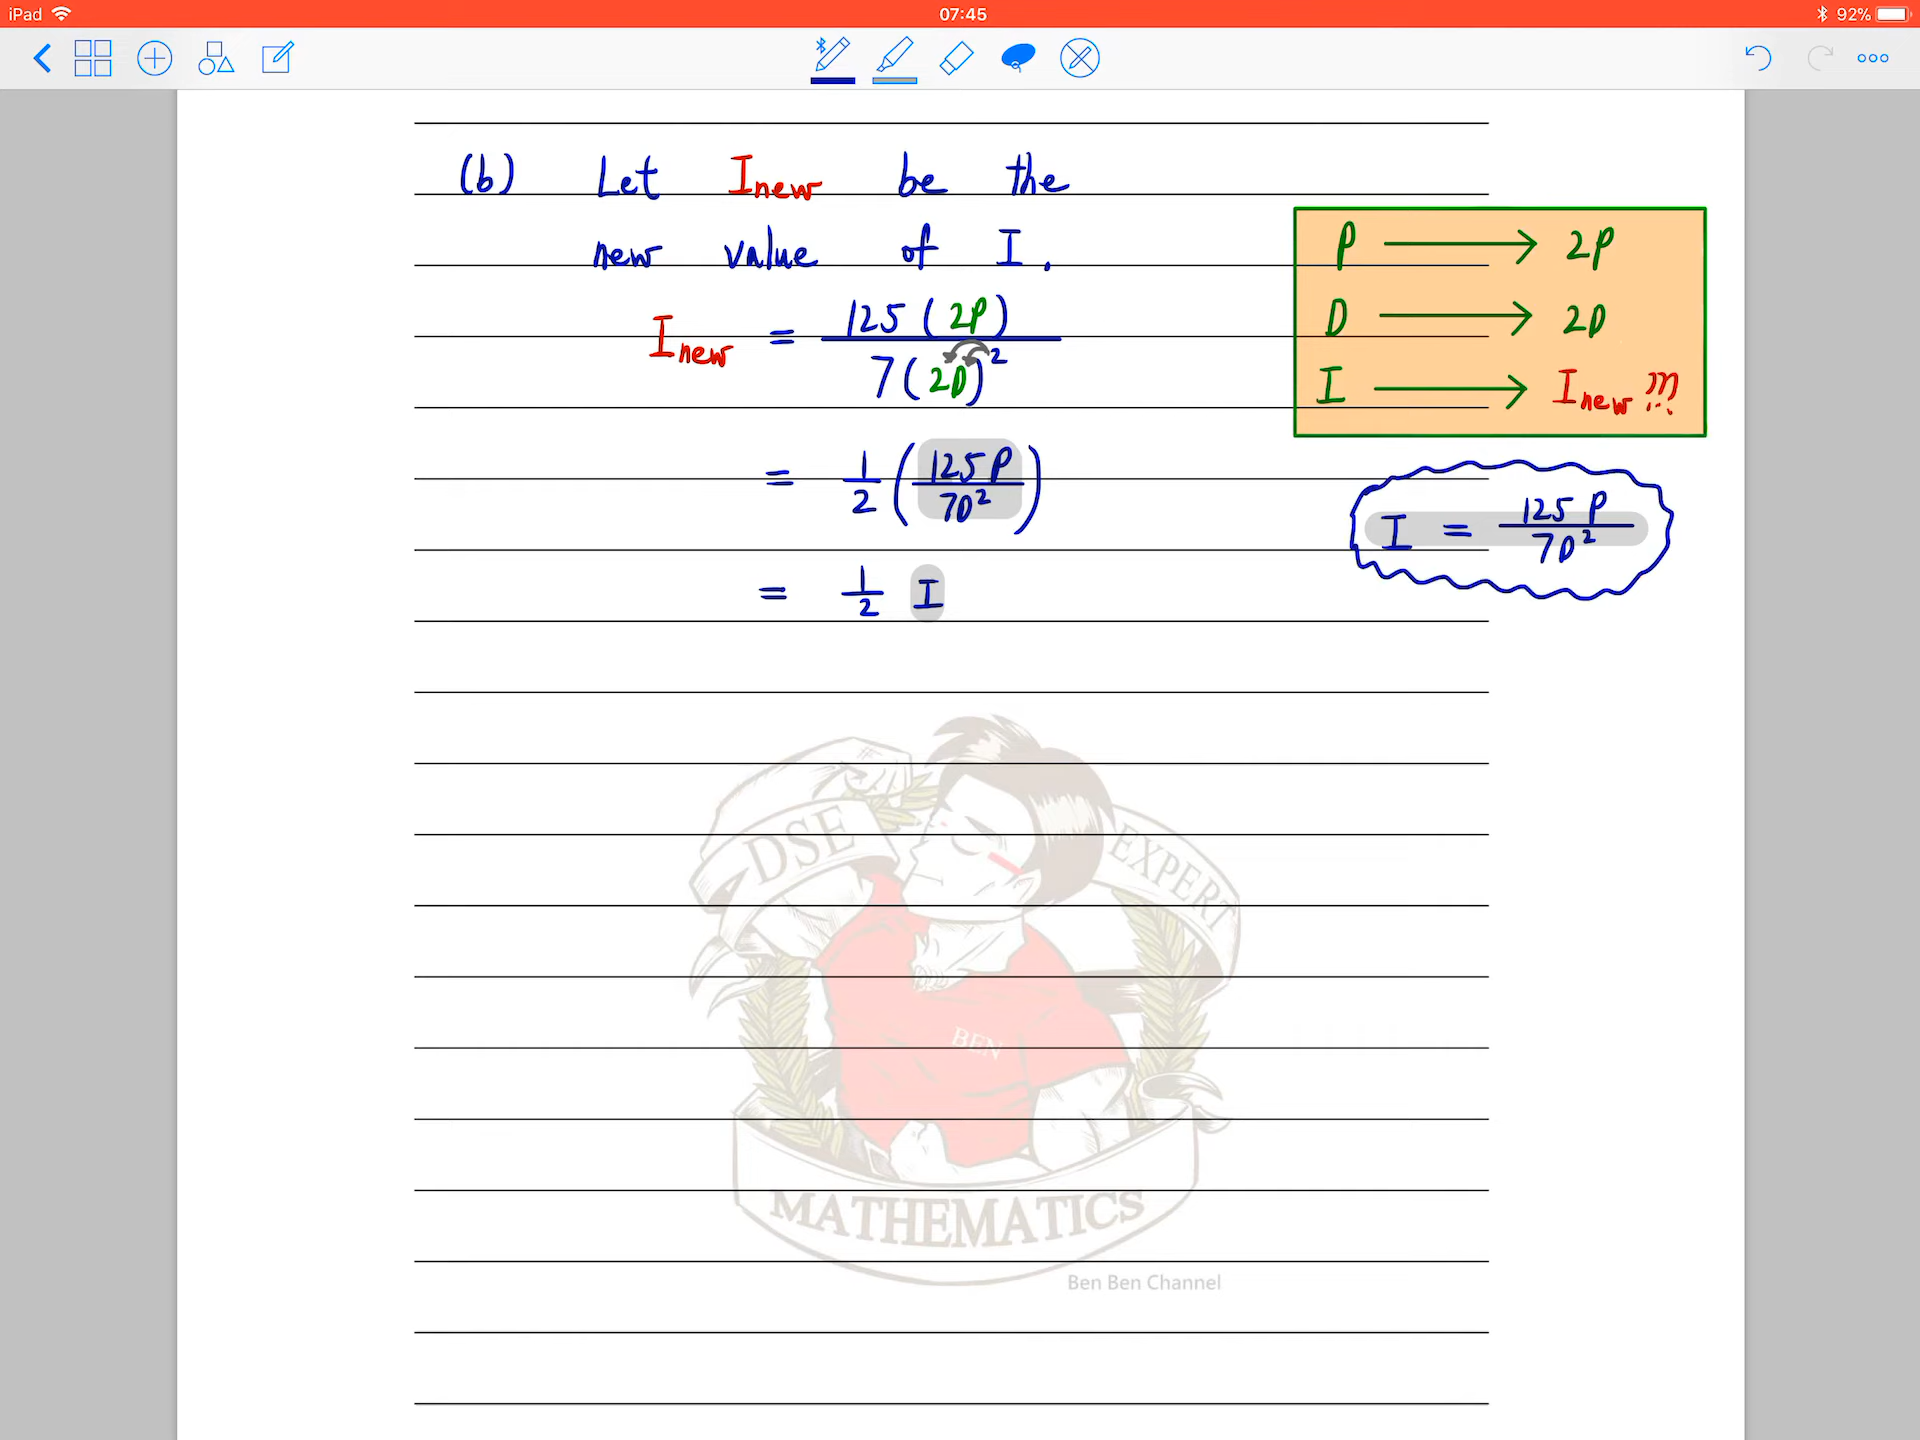 iPad 07:45 92%
(b) Let Inew be the
new value of I.
Inew = 125(2P) / 7(2D)²
= 1/2 (125P / 7D²)
= 1/2 I
P → 2P
D → 2D
I → Inew ???
I = 125P / 7D²
DSE EXPERT
BEN
MATHEMATICS
Ben Ben Channel